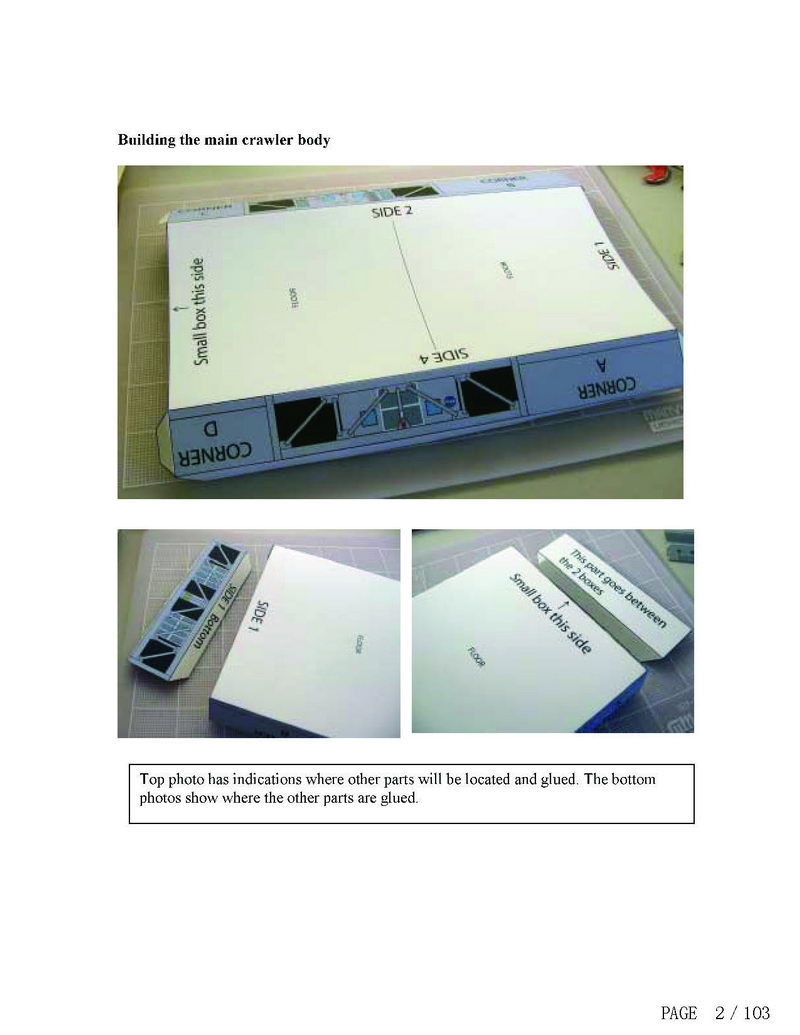 Building the main crawler body
CORNER
CORNER
B
SIDE 2
SIDE 1
Small box this side
FLOOR
FLOOR
SIDE 4
CORNER
A
CORNER
D
SIDE 1 Bottom
SIDE 1
FLOOR
This part goes between
the 2 boxes
Small box this side
FLOOR
Top photo has indications where other parts will be located and glued. The bottom
photos show where the other parts are glued.
PAGE 2 / 103